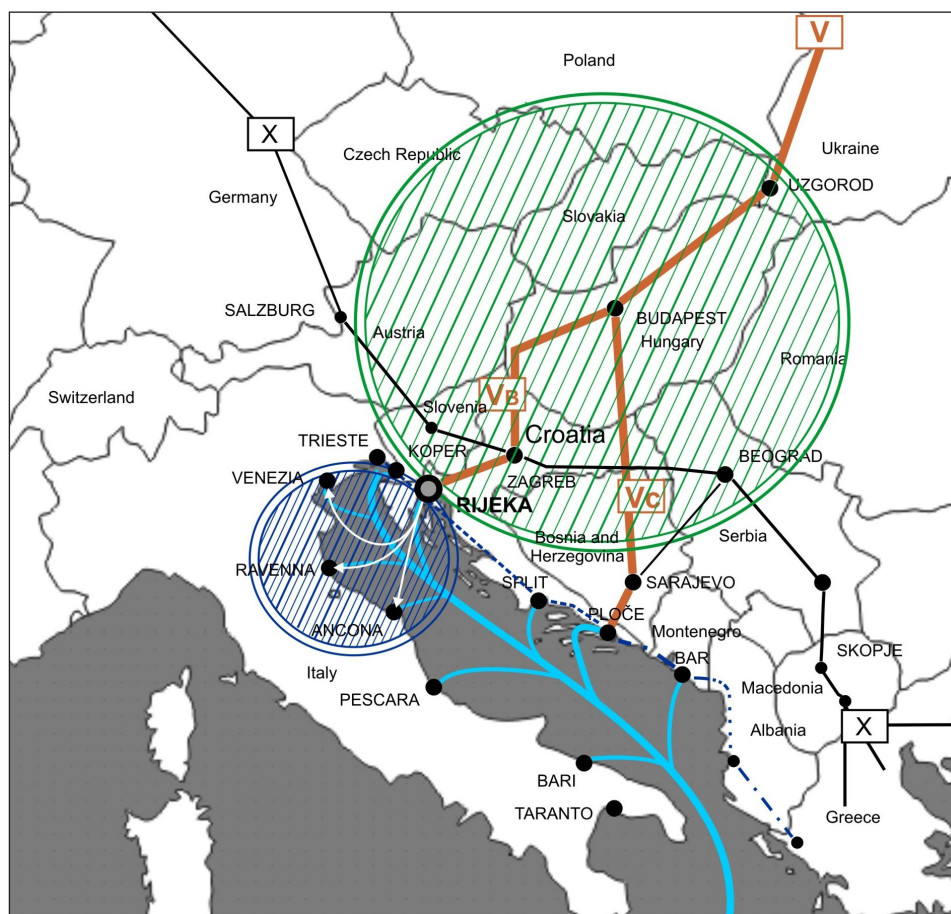 V
Poland
X
Czech Republic
Ukraine
UZGOROD
Germany
Slovakia
SALZBURG
BUDAPEST
Austria
Hungary
Romania
Switzerland
VB
Slovenia
Croatia
TRIESTE
KOPER
BEOGRAD
VENEZIA
ZAGREB
RIJEKA
VC
Bosnia and
Herzegovina
Serbia
RAVENNA
SPLIT
SARAJEVO
PLOČE
ANCONA
Montenegro
SKOPJE
BAR
Italy
Macedonia
PESCARA
Albania
X
BARI
TARANTO
Greece